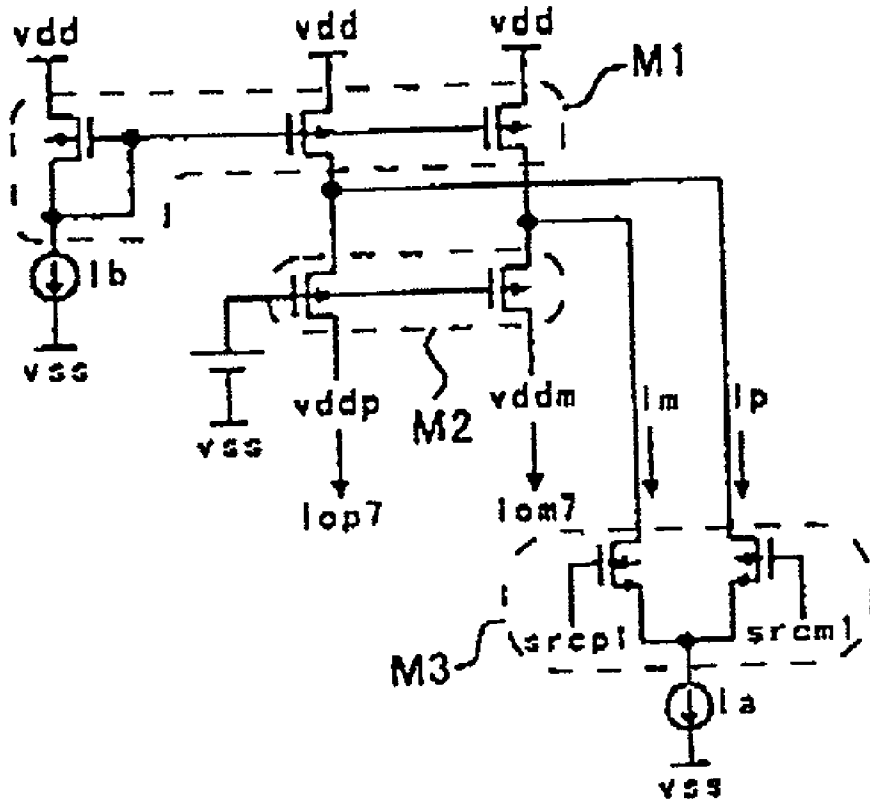 vdd
vdd
vdd
M1
Ib
vss
vss
vddp
M2
vddm
Im
Ip
Iop7
Iom7
srcp1
srcm1
M3
Ia
vss